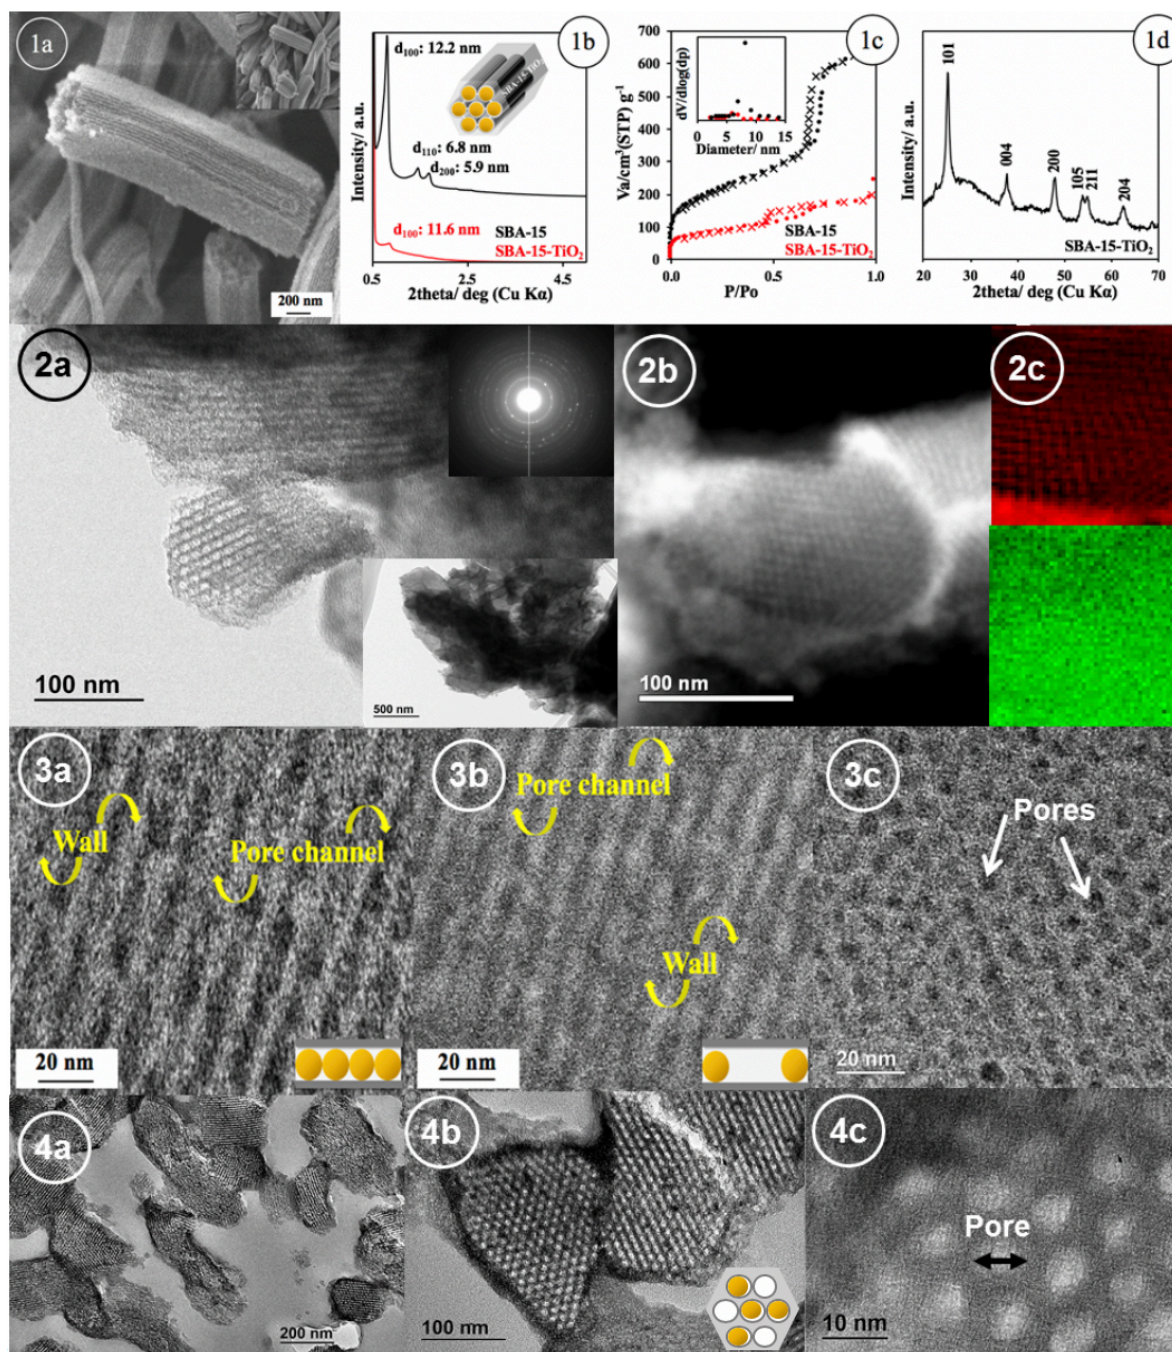 1a
200 nm
1b
d100: 12.2 nm
SBA-15-TiO2
d110: 6.8 nm
d200: 5.9 nm
d100: 11.6 nm
SBA-15
SBA-15-TiO2
Intensity/ a.u.
0.5 2.5 4.5
2theta/ deg (Cu Kα)
1c
Va/cm³(STP) g⁻¹
700
600
500
400
300
200
100
0
dV/dlog(dp)
0 5 10 15
Diameter/ nm
SBA-15
SBA-15-TiO2
0.0 0.5 1.0
P/Po
1d
Intensity/ a.u.
101
004
200
105
211
204
SBA-15-TiO2
20 30 40 50 60 70
2theta/ deg (Cu Kα)
2a
100 nm
500 nm
2b
100 nm
2c
3a
Wall
Pore channel
20 nm
3b
Pore channel
Wall
20 nm
3c
Pores
20 nm
4a
200 nm
4b
100 nm
4c
Pore
10 nm